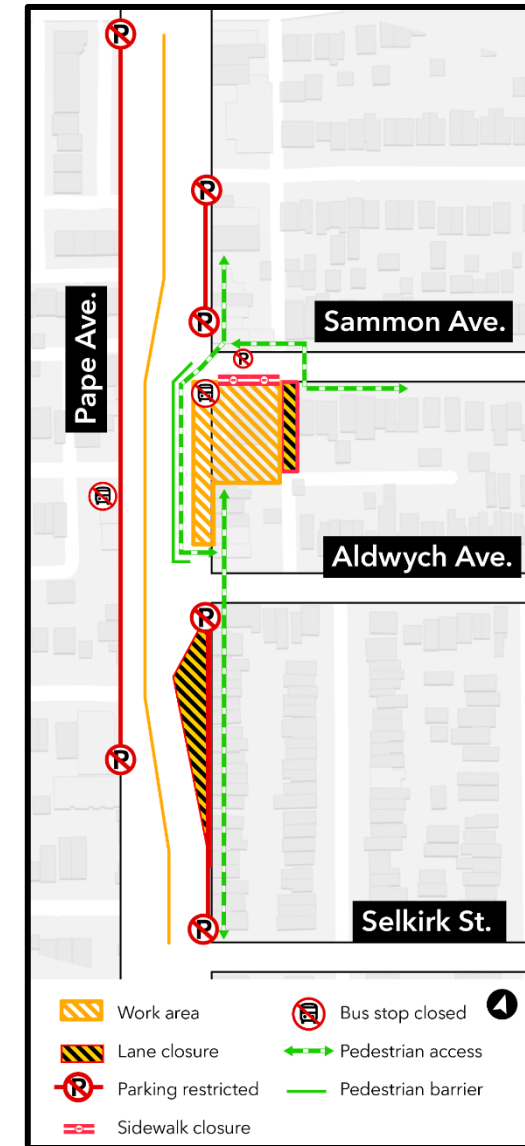 Pape Ave.
Sammon Ave.
Aldwych Ave.
Selkirk St.
Work area
Bus stop closed
Lane closure
Pedestrian access
Parking restricted
Pedestrian barrier
Sidewalk closure